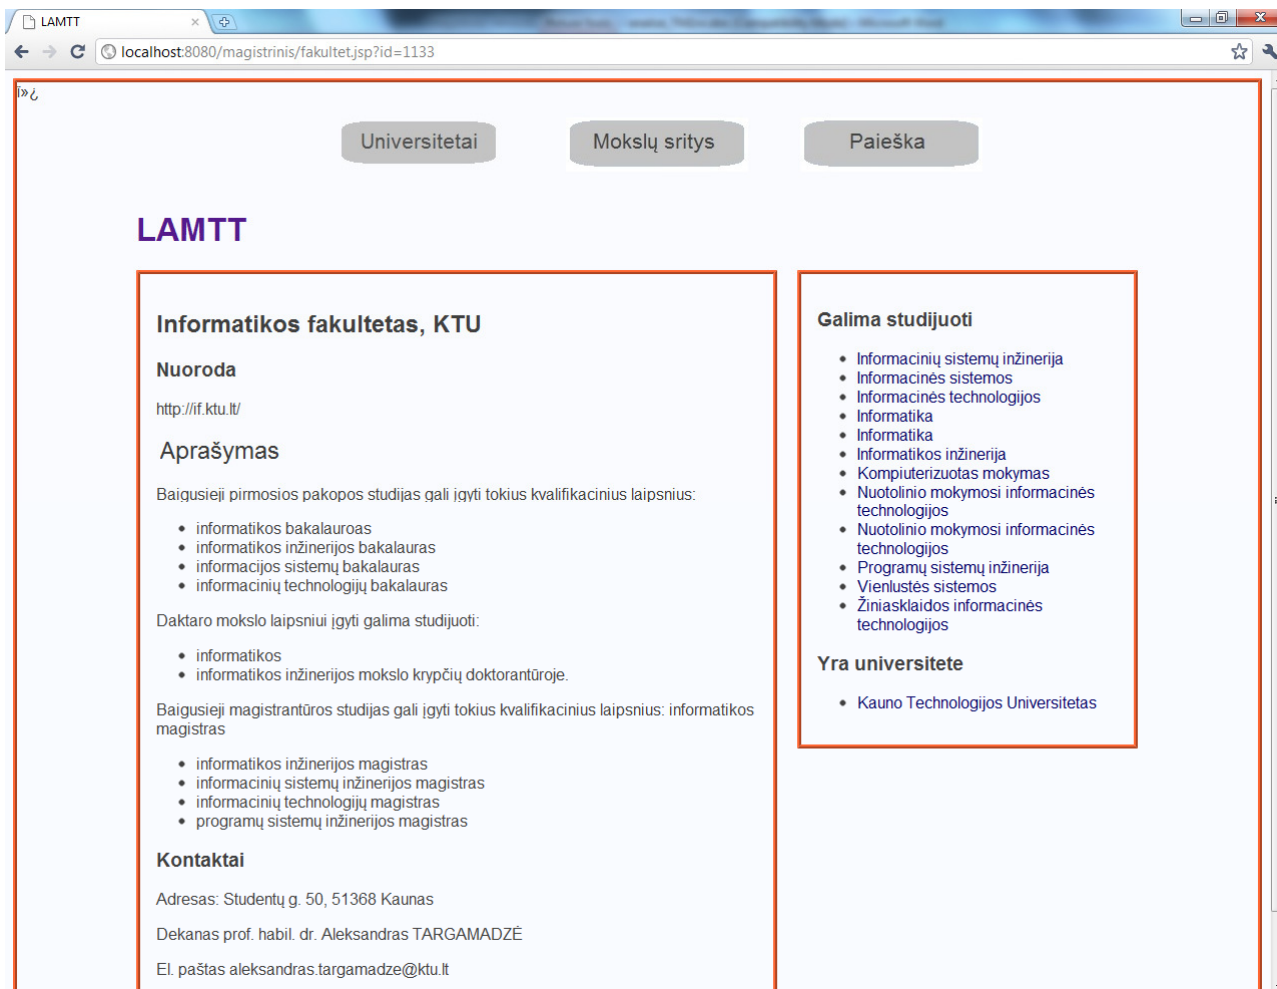 LAMTT
localhost:8080/magistrinis/fakultet.jsp?id=1133
ï»¿
Universitetai
Mokslų sritys
Paieška
LAMTT
Informatikos fakultetas, KTU
Nuoroda
http://if.ktu.lt/
Aprašymas
Baigusieji pirmosios pakopos studijas gali įgyti tokius kvalifikacinius laipsnius:
• informatikos bakalauroas
• informatikos inžinerijos bakalauras
• informacijos sistemų bakalauras
• informacinių technologijų bakalauras
Daktaro mokslo laipsniui įgyti galima studijuoti:
• informatikos
• informatikos inžinerijos mokslo krypčių doktorantūroje.
Baigusieji magistrantūros studijas gali įgyti tokius kvalifikacinius laipsnius: informatikos
magistras
• informatikos inžinerijos magistras
• informacinių sistemų inžinerijos magistras
• informacinių technologijų magistras
• programų sistemų inžinerijos magistras
Kontaktai
Adresas: Studentų g. 50, 51368 Kaunas
Dekanas prof. habil. dr. Aleksandras TARGAMADZĖ
El. paštas aleksandras.targamadze@ktu.lt
Galima studijuoti
• Informacinių sistemų inžinerija
• Informacinės sistemos
• Informacinės technologijos
• Informatika
• Informatika
• Informatikos inžinerija
• Kompiuterizuotas mokymas
• Nuotolinio mokymosi informacinės
technologijos
• Nuotolinio mokymosi informacinės
technologijos
• Programų sistemų inžinerija
• Vienlustės sistemos
• Žiniasklaidos informacinės
technologijos
Yra universitete
• Kauno Technologijos Universitetas